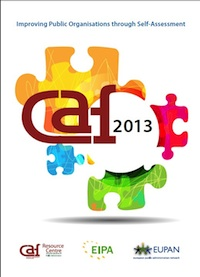 Improving Public Organisations through Self-Assessment
Caf 2013
Caf Resource Centre
EIPA
EUPAN